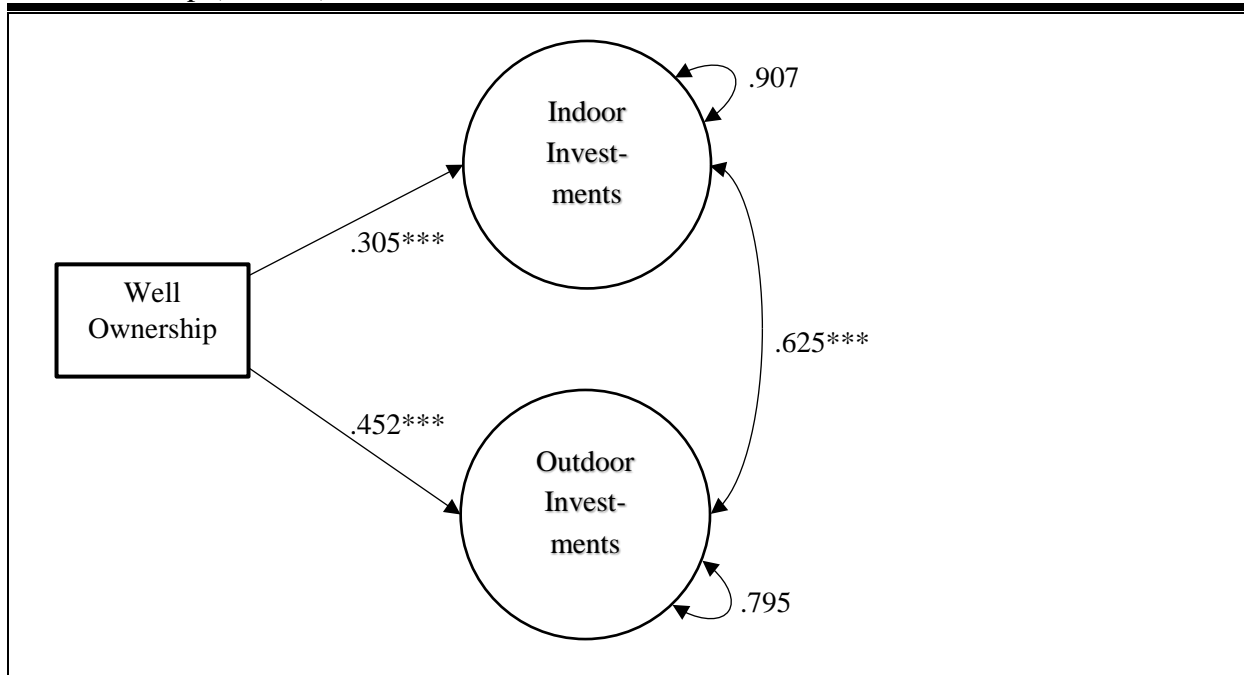 Indoor
Invest-
ments
.907
.305***
Well
Ownership
.625***
.452***
Outdoor
Invest-
ments
.795